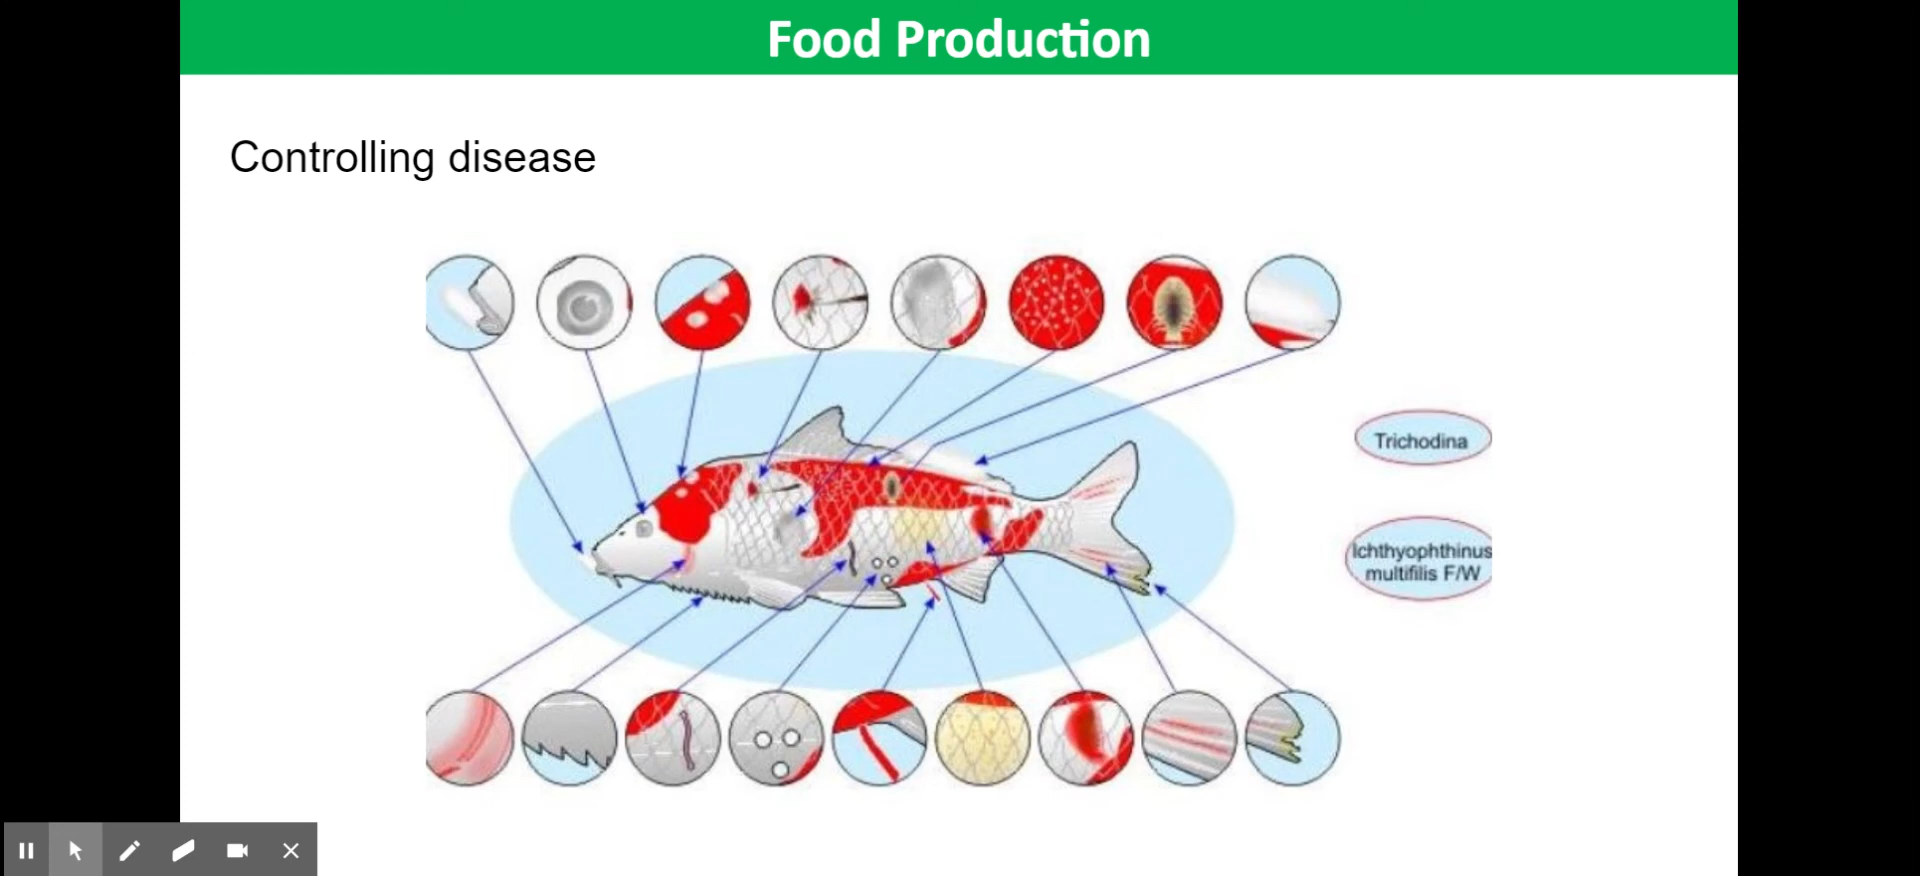 Food Production
Controlling disease
Trichodina
Ichthyophthinus
multifilis F/W